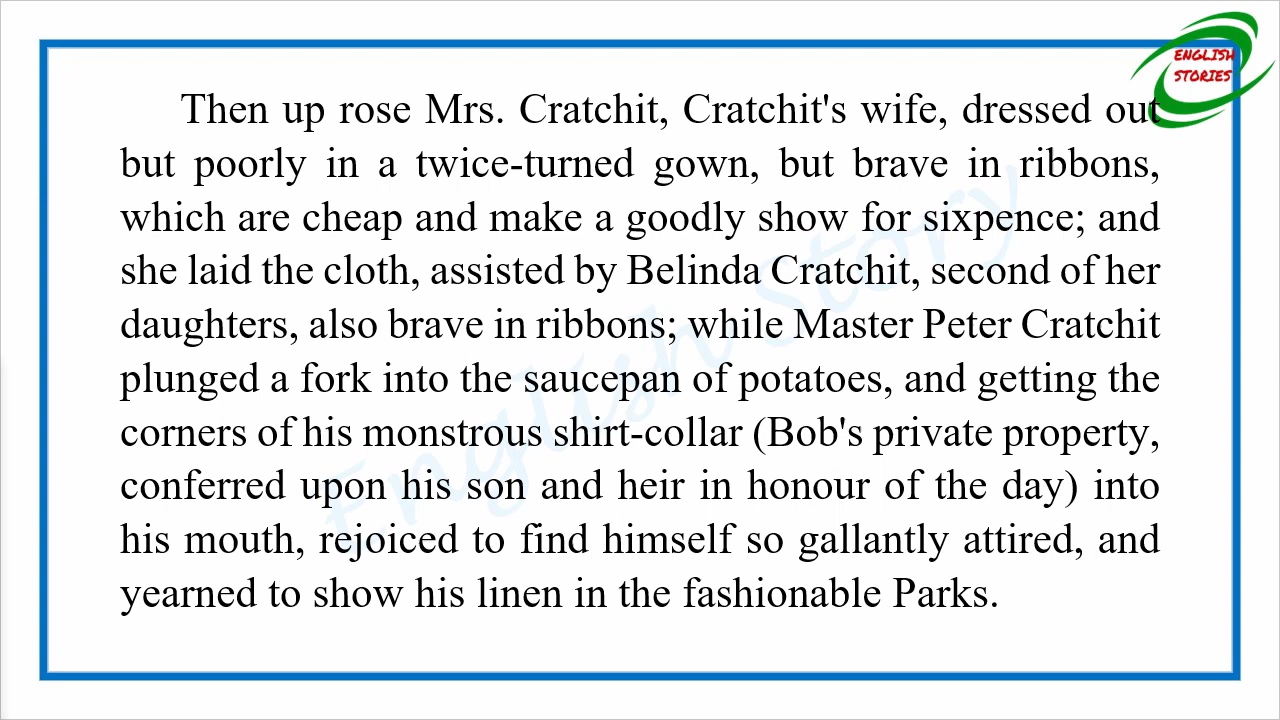 ENGLISH
STORIES
Then up rose Mrs. Cratchit, Cratchit's wife, dressed out
but poorly in a twice-turned gown, but brave in ribbons,
which are cheap and make a goodly show for sixpence; and
she laid the cloth, assisted by Belinda Cratchit, second of her
daughters, also brave in ribbons; while Master Peter Cratchit
plunged a fork into the saucepan of potatoes, and getting the
corners of his monstrous shirt-collar (Bob's private property,
conferred upon his son and heir in honour of the day) into
his mouth, rejoiced to find himself so gallantly attired, and
yearned to show his linen in the fashionable Parks.
English Story